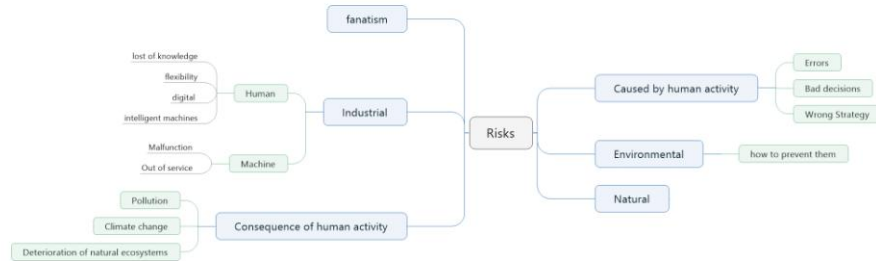 fanatism
lost of knowledge
flexibility
digital
intelligent machines
Human
Industrial
Malfunction
Out of service
Machine
Pollution
Climate change
Deterioration of natural ecosystems
Consequence of human activity
Risks
Caused by human activity
Errors
Bad decisions
Wrong Strategy
Environmental
how to prevent them
Natural